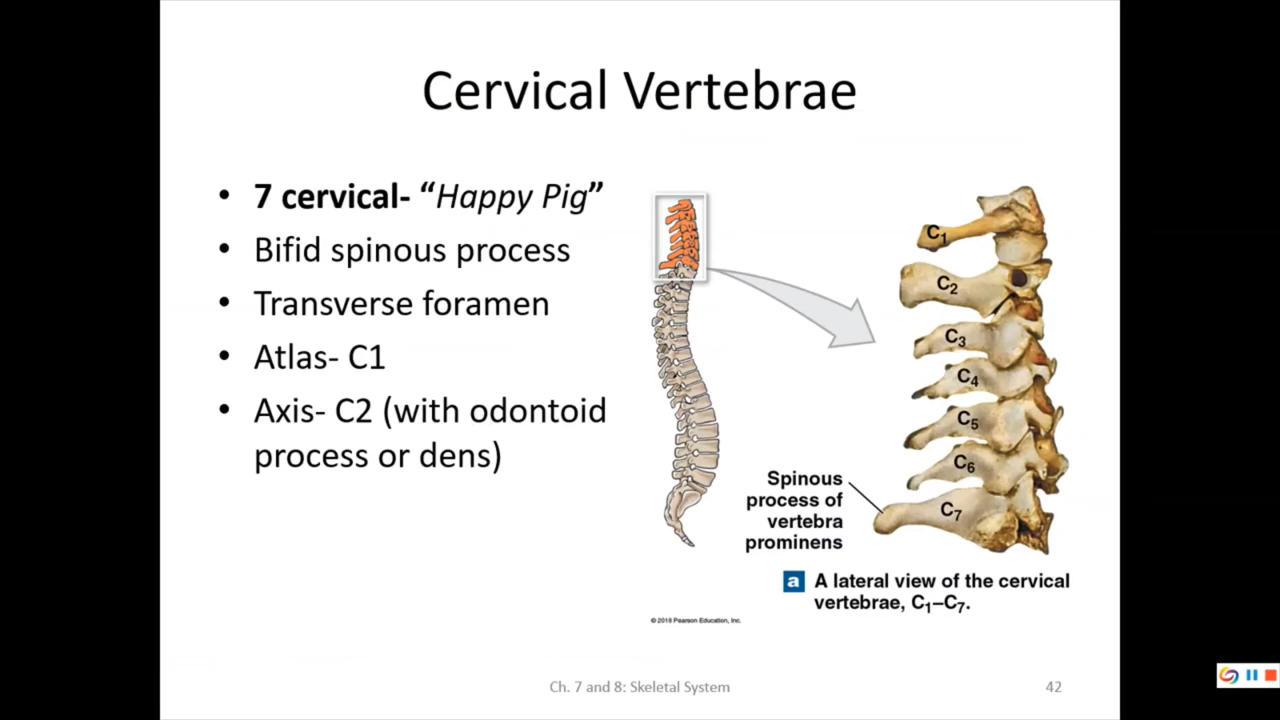 Cervical Vertebrae
• 7 cervical- “Happy Pig”
• Bifid spinous process
• Transverse foramen
• Atlas- C1
• Axis- C2 (with odontoid
process or dens)
C1
C2
C3
C4
C5
C6
C7
Spinous
process of
vertebra
prominens
a A lateral view of the cervical
vertebrae, C1–C7.
© 2018 Pearson Education, Inc.
Ch. 7 and 8: Skeletal System
42